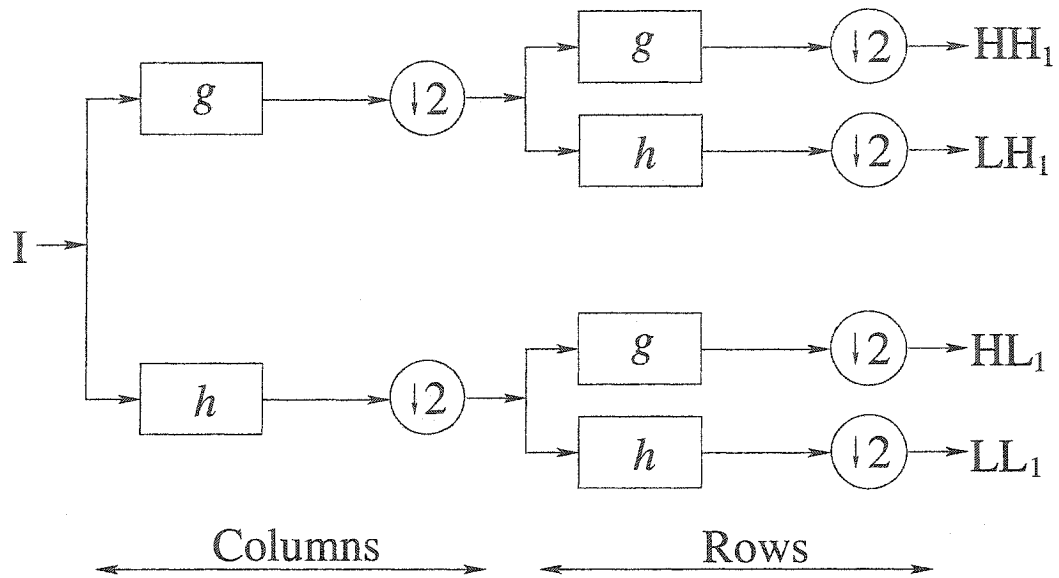 g ↓2 HH₁
g ↓2
h ↓2 LH₁
I
g ↓2 HL₁
h ↓2
h ↓2 LL₁
Columns Rows